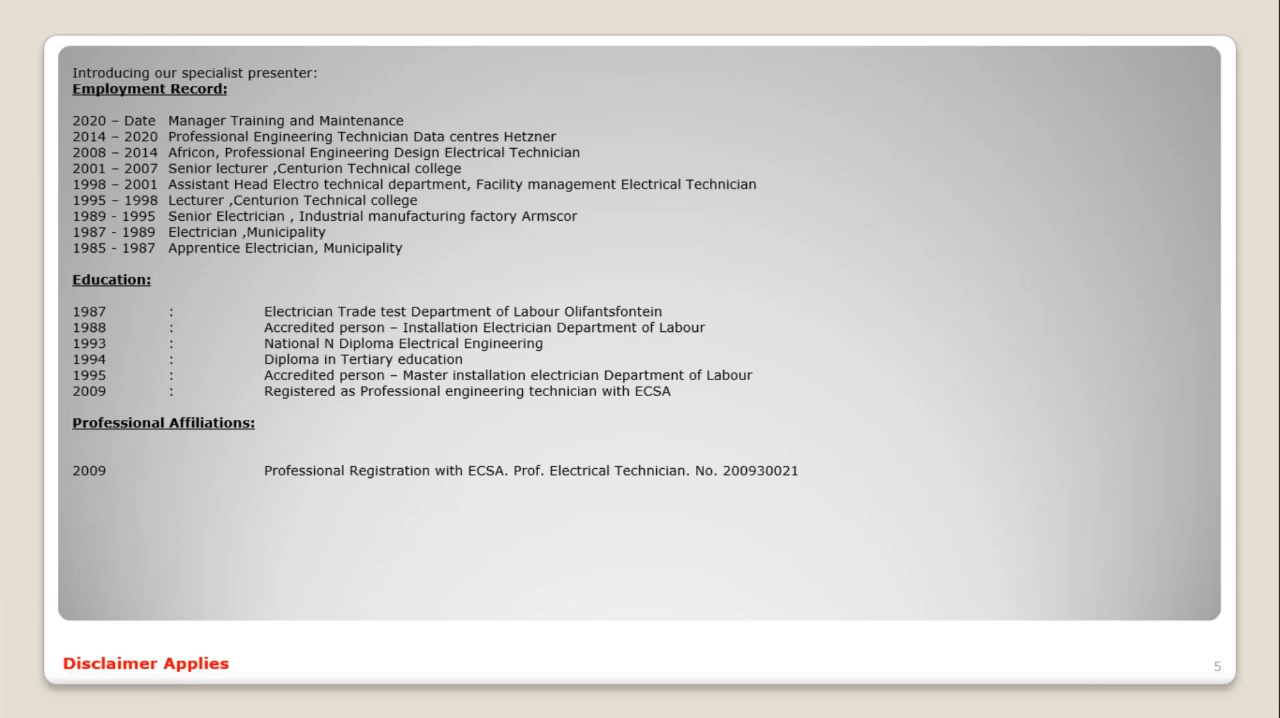 Introducing our specialist presenter:
Employment Record:
2020 – Date Manager Training and Maintenance
2014 – 2020 Professional Engineering Technician Data centres Hetzner
2008 – 2014 Africon, Professional Engineering Design Electrical Technician
2001 – 2007 Senior lecturer ,Centurion Technical college
1998 – 2001 Assistant Head Electro technical department, Facility management Electrical Technician
1995 – 1998 Lecturer ,Centurion Technical college
1989 - 1995 Senior Electrician , Industrial manufacturing factory Armscor
1987 - 1989 Electrician ,Municipality
1985 - 1987 Apprentice Electrician, Municipality
Education:
1987 : Electrician Trade test Department of Labour Olifantsfontein
1988 : Accredited person – Installation Electrician Department of Labour
1993 : National N Diploma Electrical Engineering
1994 : Diploma in Tertiary education
1995 : Accredited person – Master installation electrician Department of Labour
2009 : Registered as Professional engineering technician with ECSA
Professional Affiliations:
2009 Professional Registration with ECSA. Prof. Electrical Technician. No. 200930021
Disclaimer Applies
5